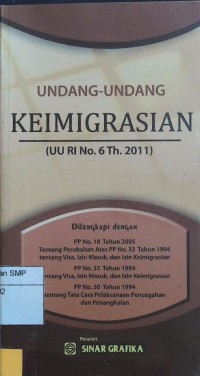 UNDANG-UNDANG
KEIMIGRASIAN
(UU RI No. 6 Th. 2011)
Dilengkapi dengan
PP No. 18 Tahun 2005
Tentang Perubahan Atas PP No. 32 Tahun 1994
tentang Visa, Izin Masuk, dan Izin Keimigrasian
PP No. 32 Tahun 1994
tentang Visa, Izin Masuk, dan Izin Keimigrasian
PP No. 30 Tahun 1994
tentang Tata Cara Pelaksanaan Pencegahan
dan Penangkalan
an SMP
02
Penerbit
SINAR GRAFIKA